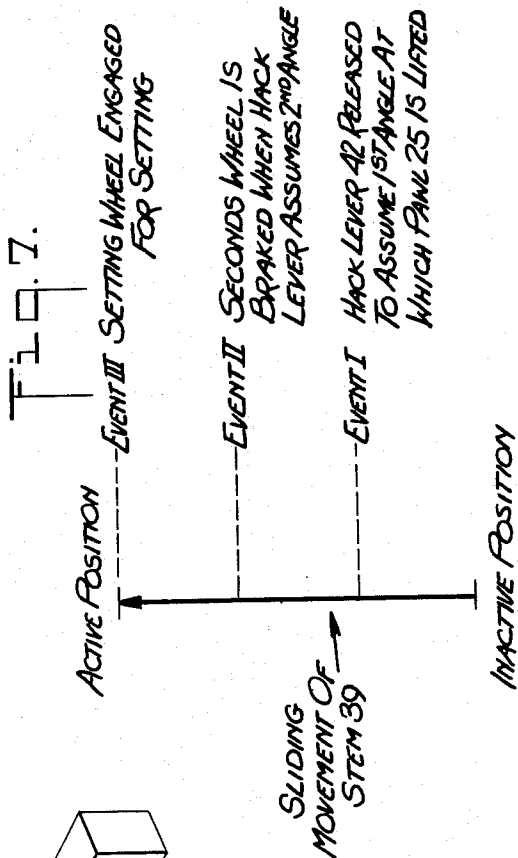 Fig. 7.
ACTIVE POSITION
EVENT III SETTING WHEEL ENGAGED
FOR SETTING
EVENT II SECONDS WHEEL IS
BRAKED WHEN HACK
LEVER ASSUMES 2ND ANGLE
SLIDING
MOVEMENT OF
STEM 39
EVENT I HACK LEVER 42 RELEASED
TO ASSUME 1ST ANGLE AT
WHICH PAWL 25 IS LIFTED
INACTIVE POSITION